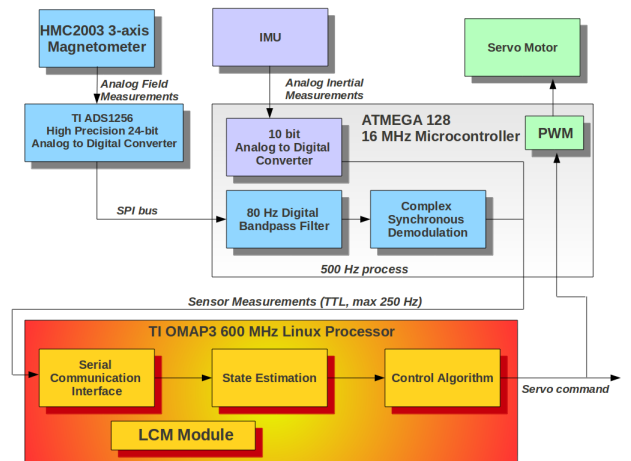 HMC2003 3-axis
Magnetometer
IMU
Servo Motor
Analog Field
Measurements
Analog Inertial
Measurements
TI ADS1256
High Precision 24-bit
Analog to Digital Converter
ATMEGA 128
16 MHz Microcontroller
10 bit
Analog to Digital
Converter
PWM
SPI bus
80 Hz Digital
Bandpass Filter
Complex
Synchronous
Demodulation
500 Hz process
Sensor Measurements (TTL, max 250 Hz)
TI OMAP3 600 MHz Linux Processor
Serial
Communication
Interface
State Estimation
Control Algorithm
Servo command
LCM Module